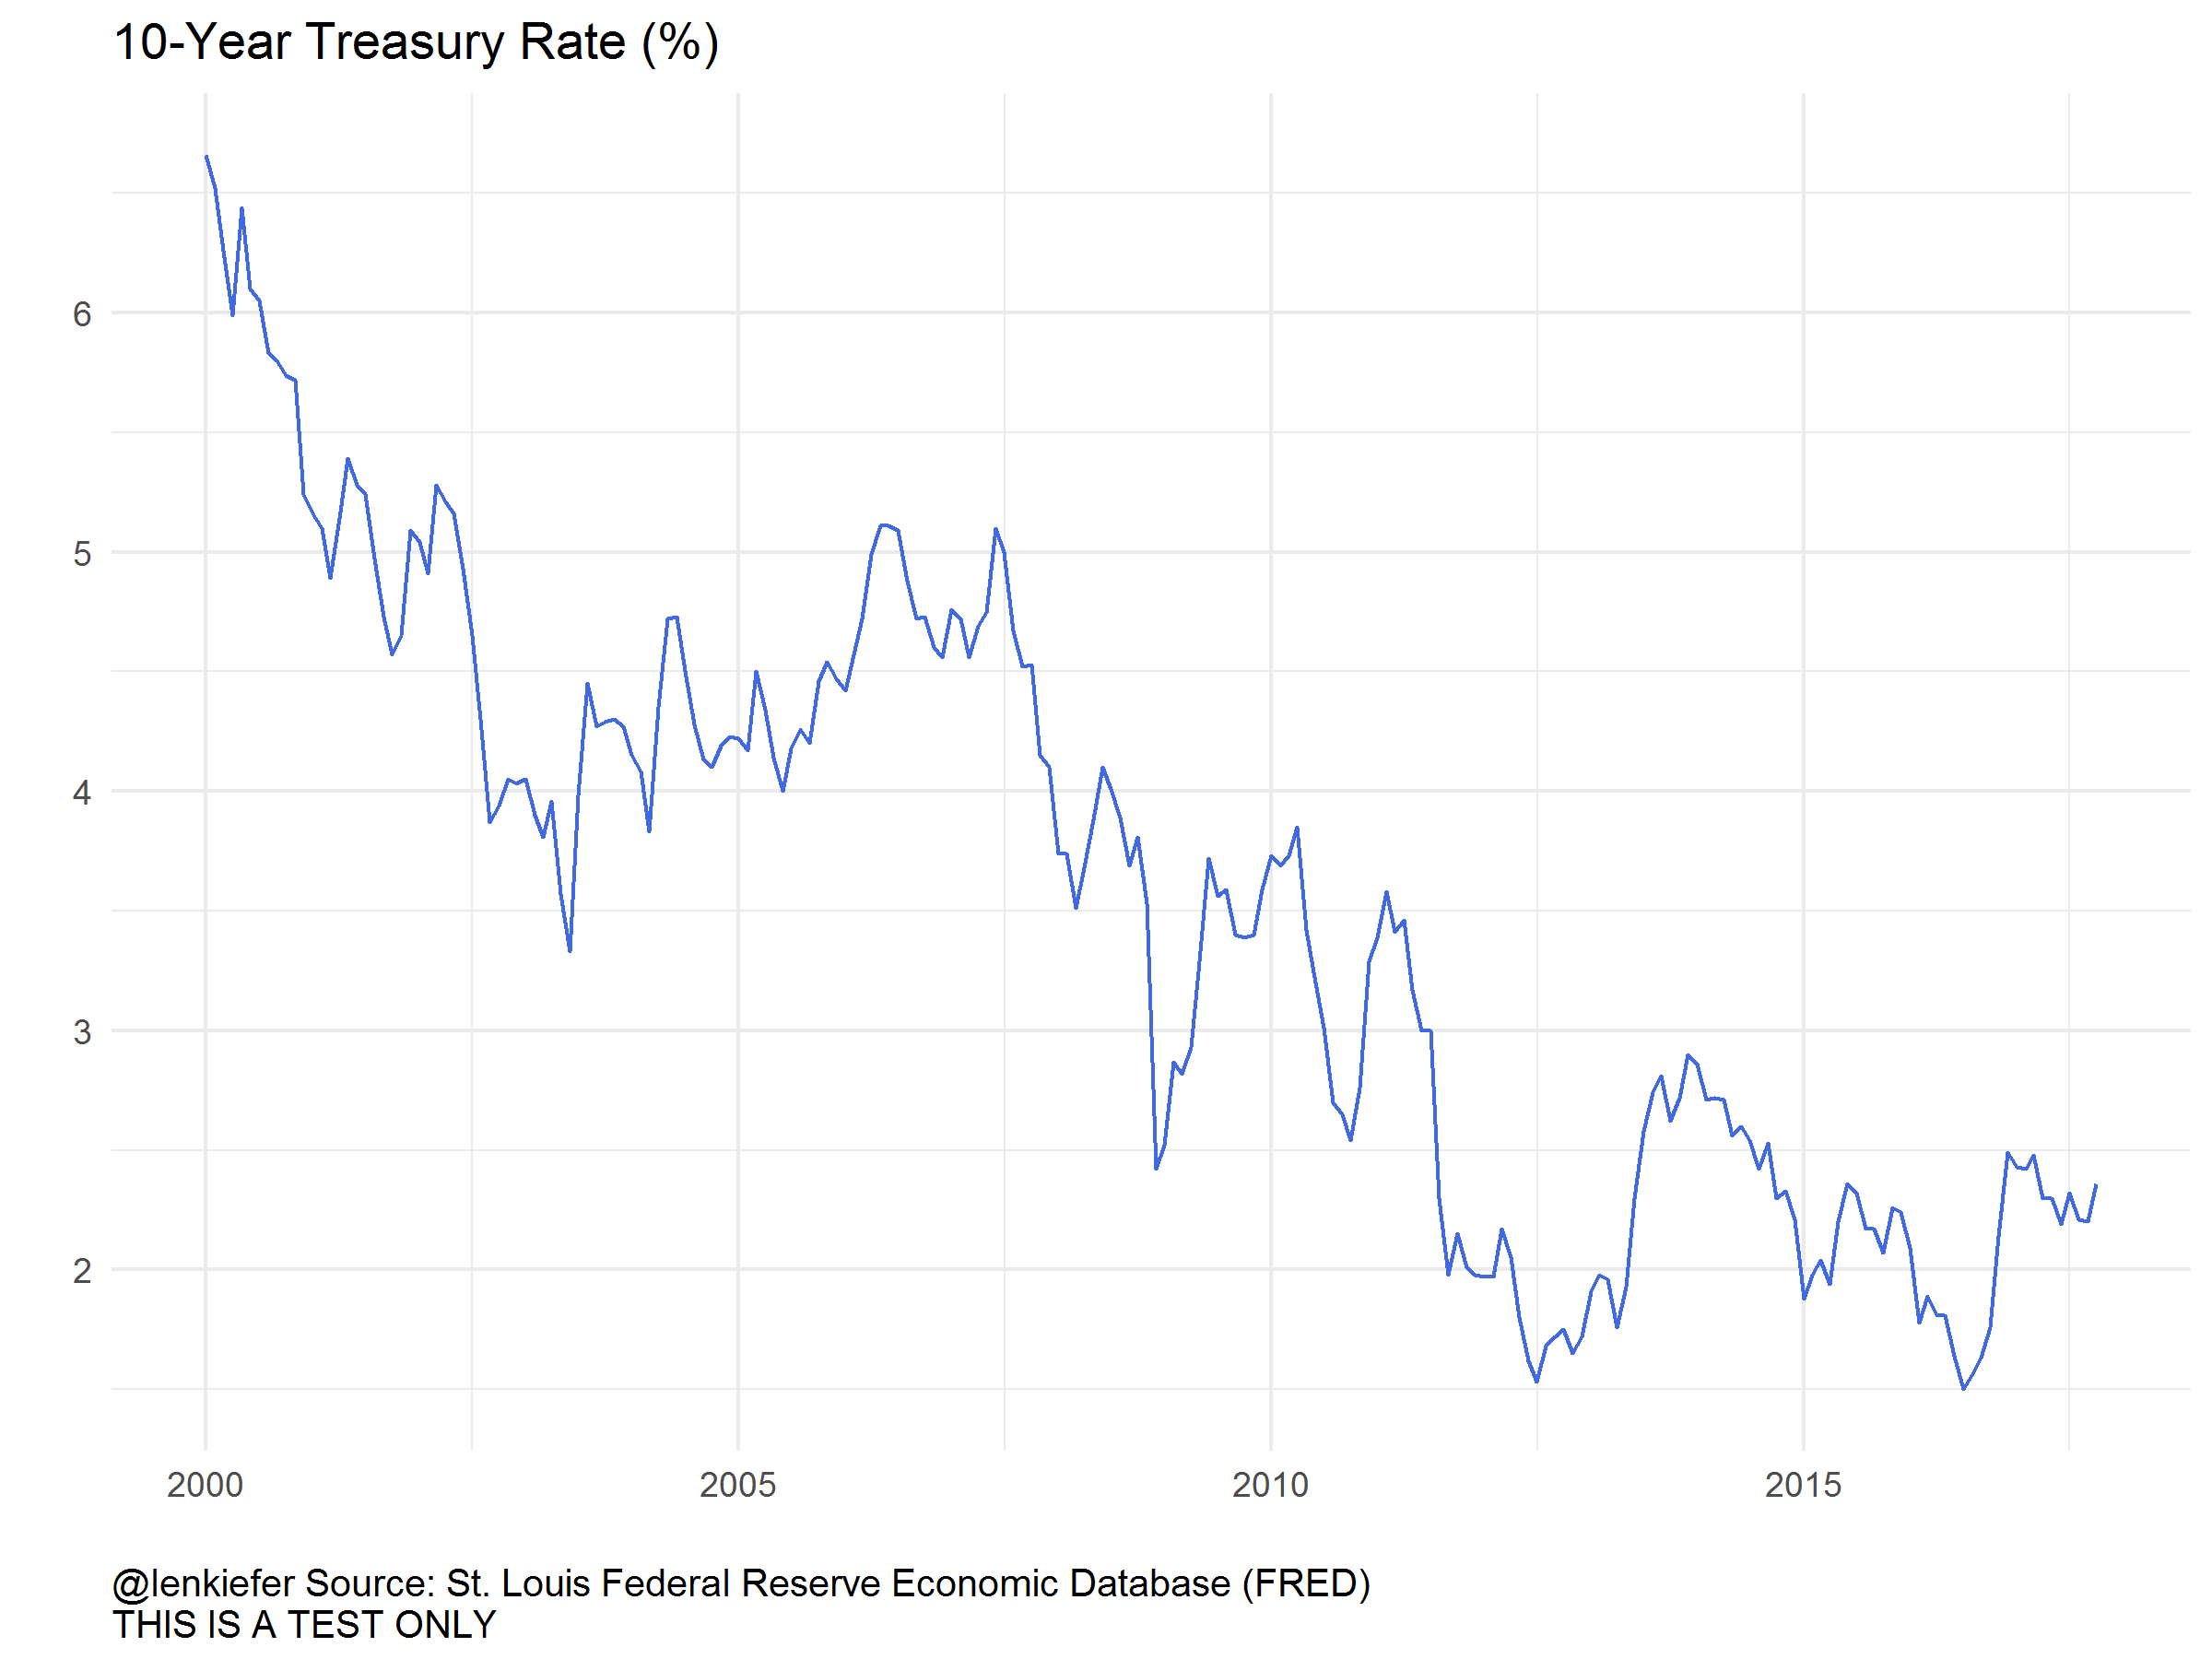 10-Year Treasury Rate (%)
6
5
4
3
2
2000 2005 2010 2015
@lenkiefer Source: St. Louis Federal Reserve Economic Database (FRED)
THIS IS A TEST ONLY